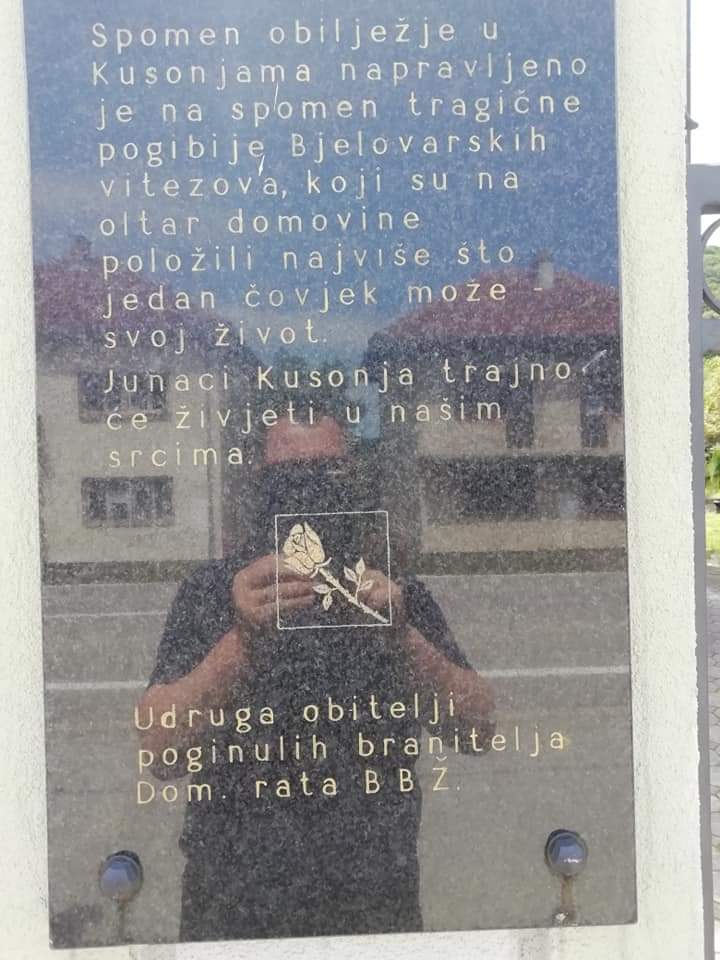 Spomen obilježje u
Kusonjama napravljeno
je na spomen tragične
pogibije Bjelovarskih
vitezova, koji su na
oltar domovine
položili najviše što
jedan čovjek može -
svoj život.
Junaci Kusonja trajno
će živjeti u našim
srcima.
Udruga obitelji
poginulih branitelja
Dom. rata BBŽ.